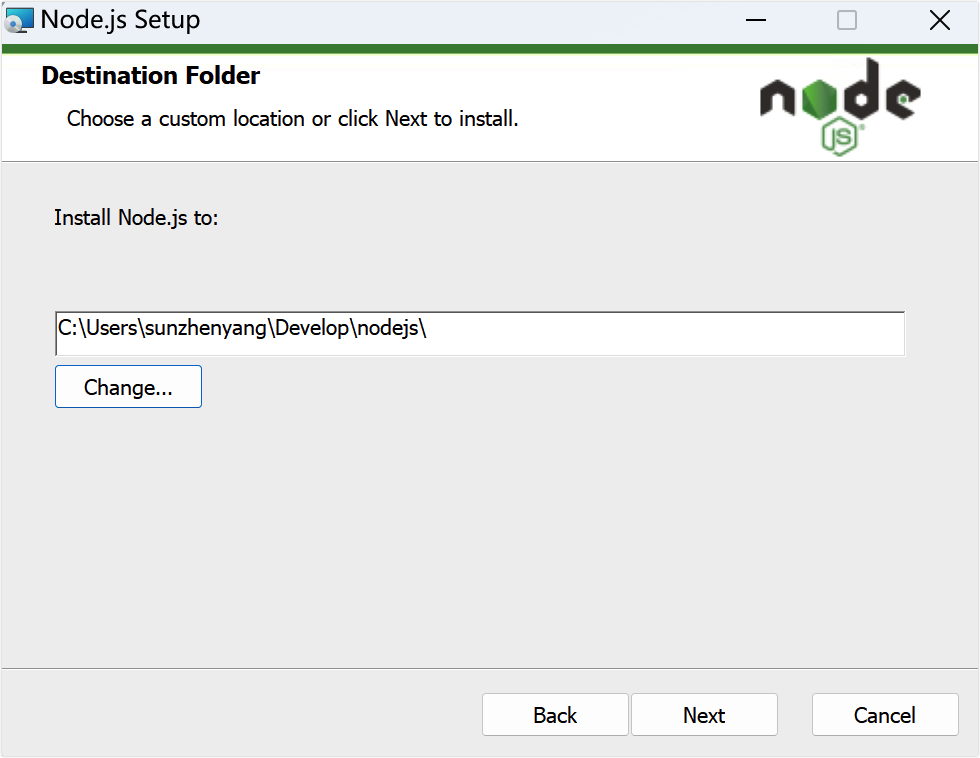 Node.js Setup
Destination Folder
Choose a custom location or click Next to install.
node
JS
Install Node.js to:
C:\Users\sunzhenyang\Develop\nodejs\
Change...
Back
Next
Cancel